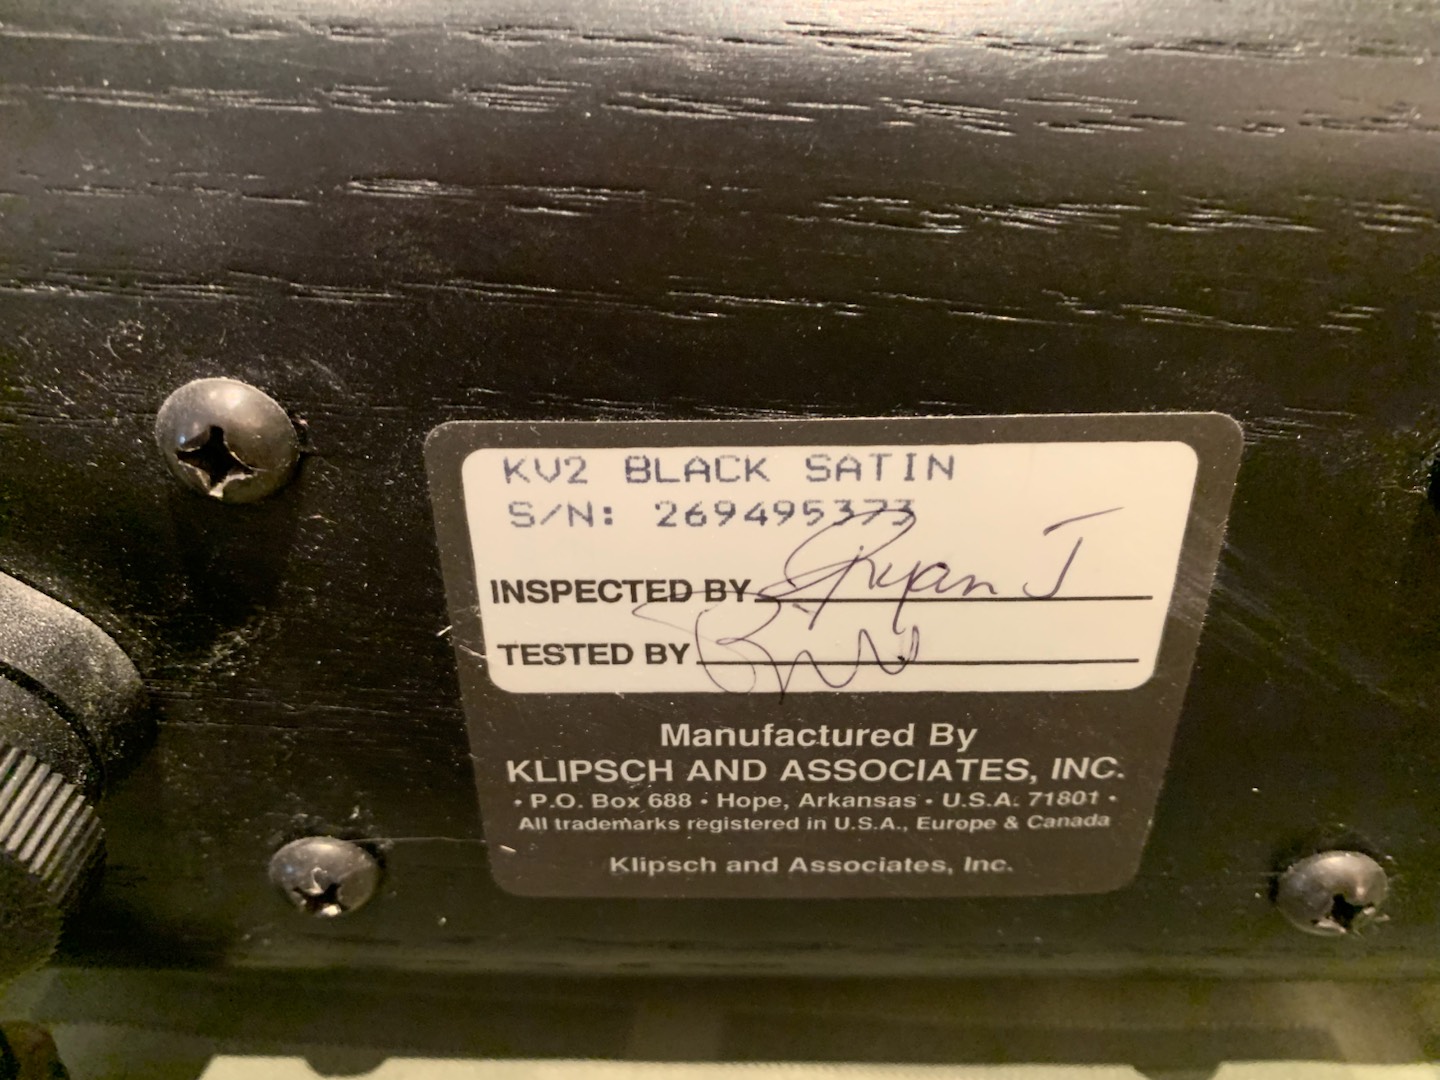 KV2 BLACK SATIN
S/N: 269495373
INSPECTED BY Ryan J
TESTED BY
Manufactured By
KLIPSCH AND ASSOCIATES, INC.
• P.O. Box 688 • Hope, Arkansas • U.S.A. 71801 •
All trademarks registered in U.S.A., Europe & Canada
Klipsch and Associates, Inc.